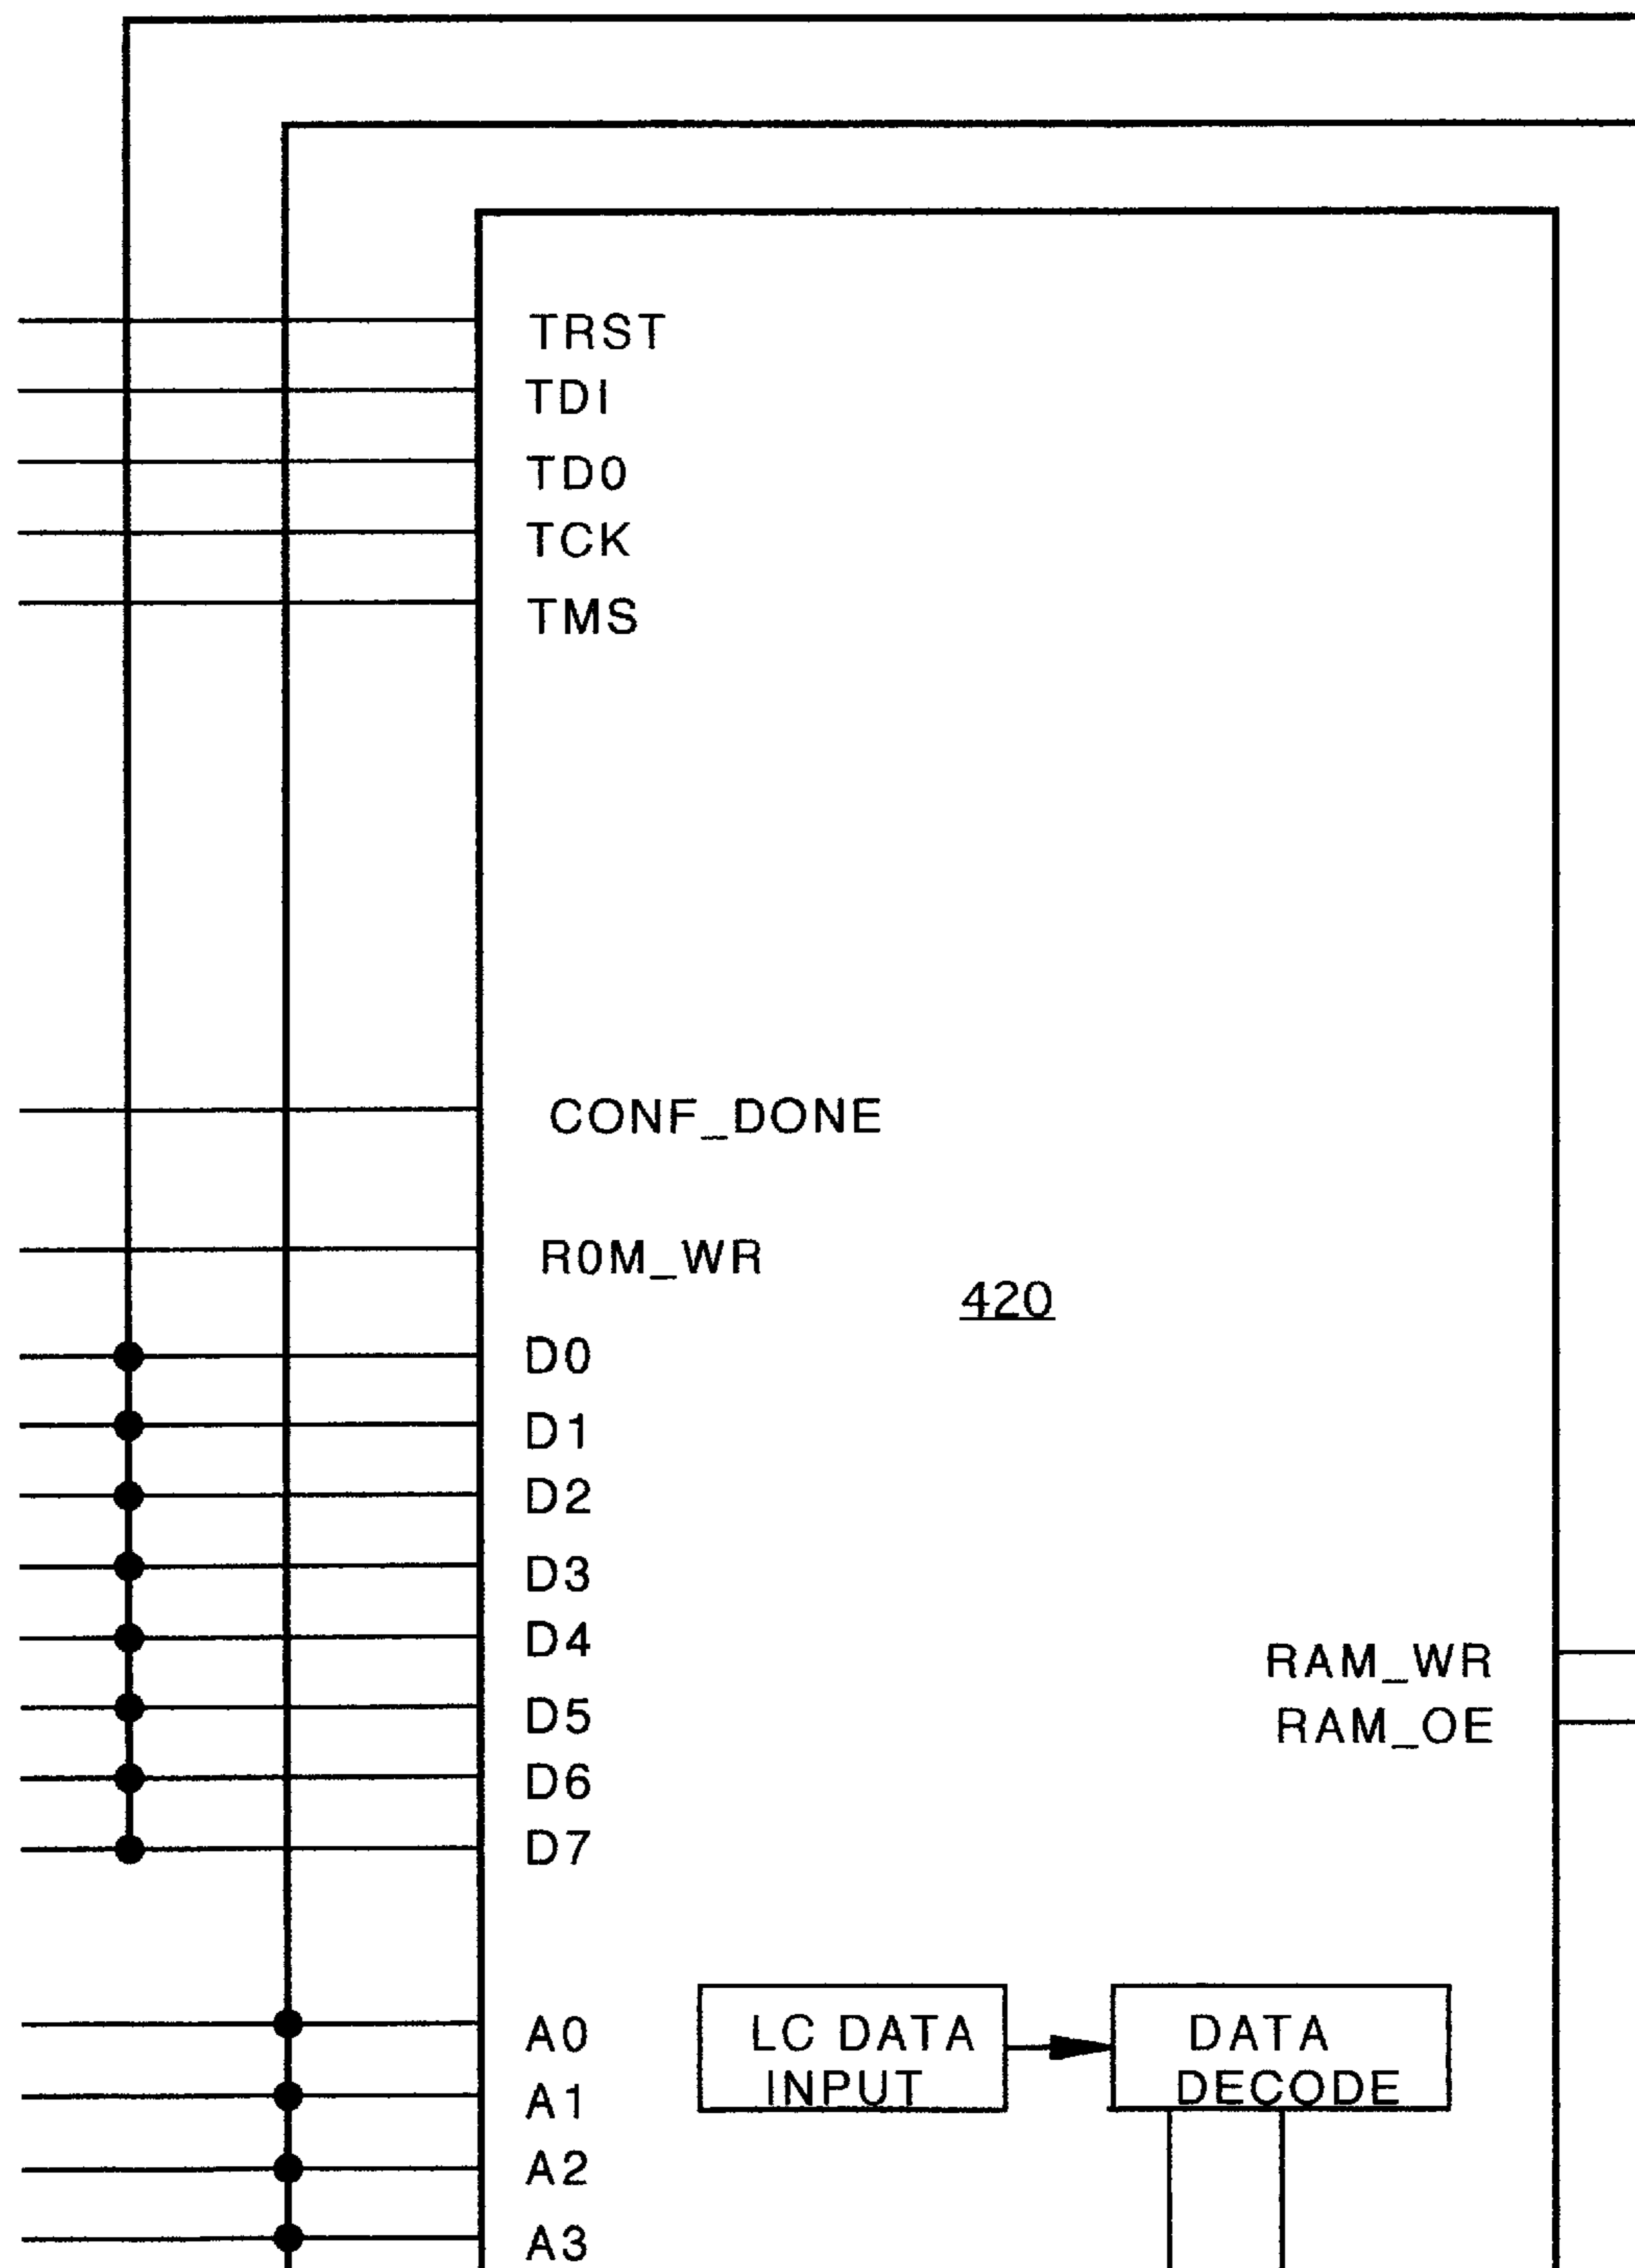 TRST
TDI
TD0
TCK
TMS
CONF_DONE
R0M_WR
420
D0
D1
D2
D3
D4
RAM_WR
D5
RAM_OE
D6
D7
A0
LC DATA
INPUT
DATA
DECODE
A1
A2
A3